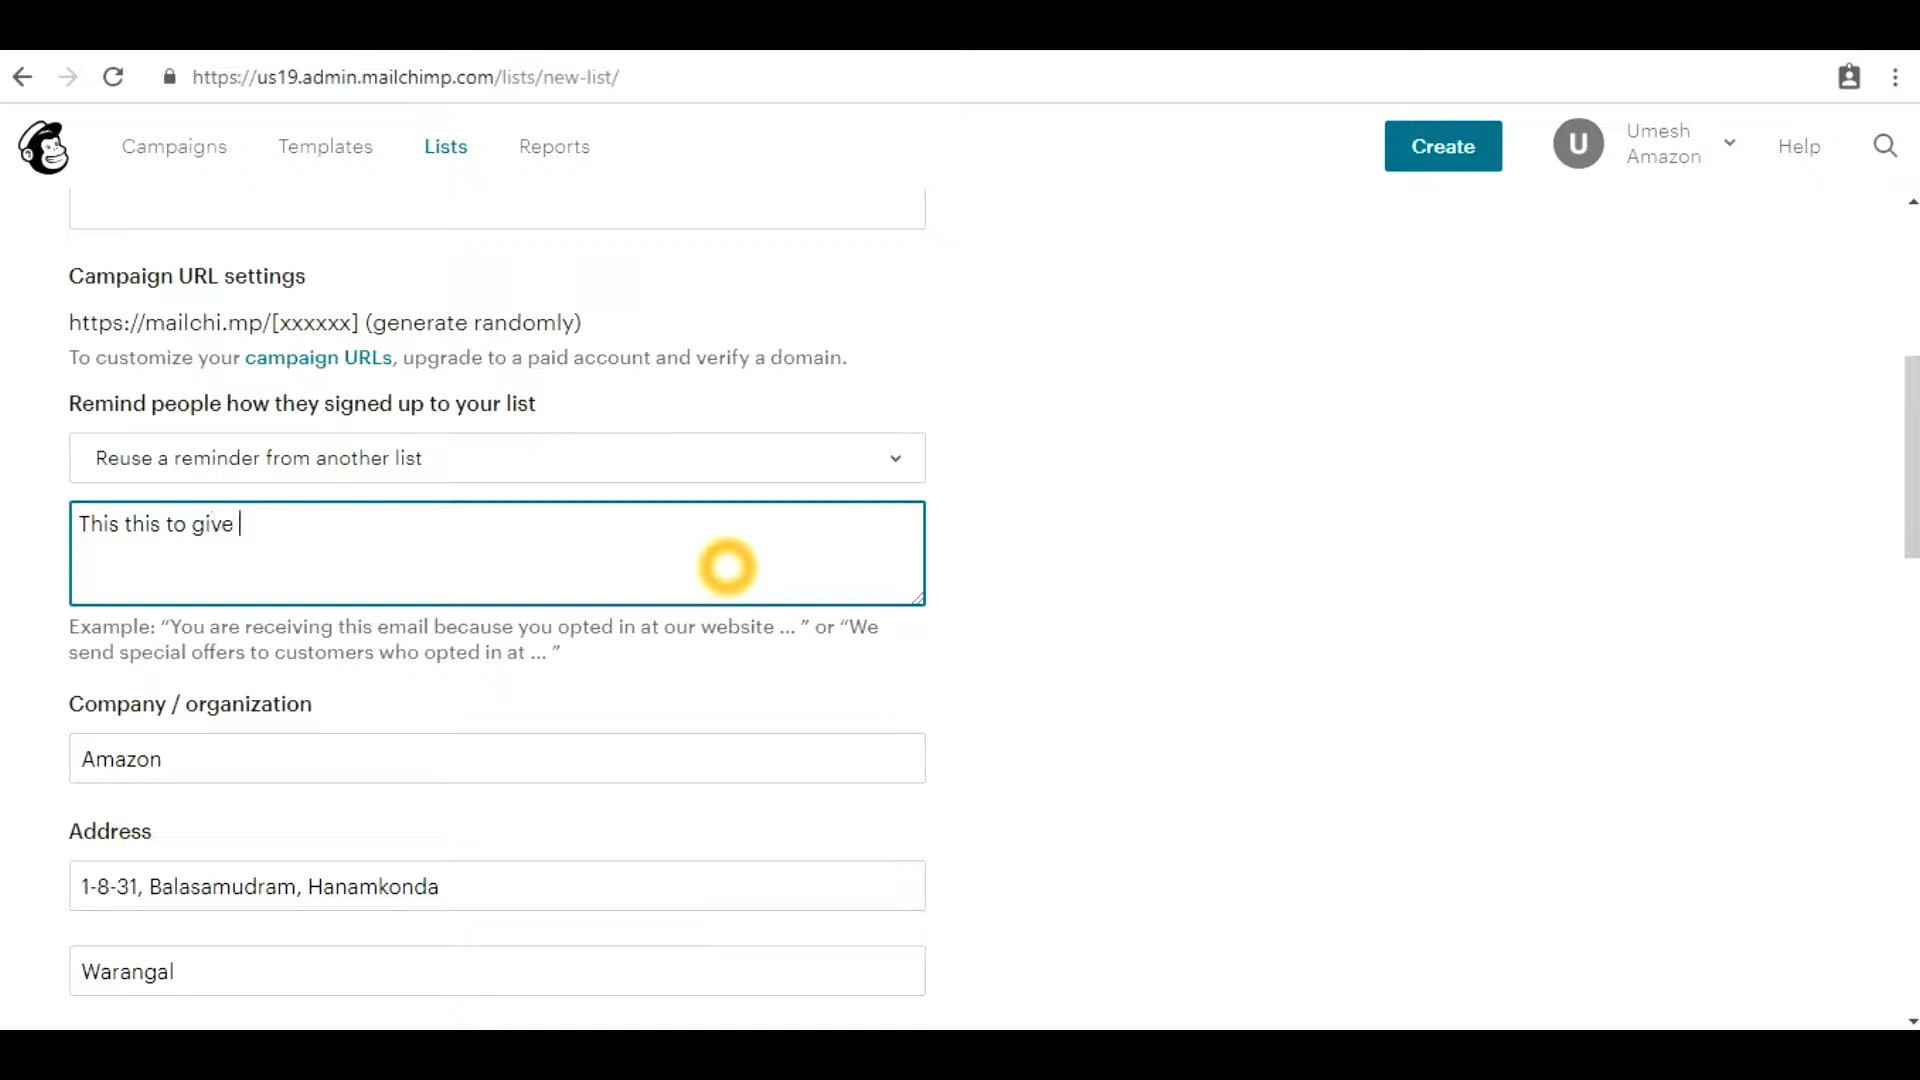 https://us19.admin.mailchimp.com/lists/new-list/
Campaigns Templates Lists Reports Create U Umesh Help
Amazon
Campaign URL settings
https://mailchi.mp/[xxxxxx] (generate randomly)
To customize your campaign URLs, upgrade to a paid account and verify a domain.
Remind people how they signed up to your list
Reuse a reminder from another list
This this to give
Example: “You are receiving this email because you opted in at our website ... ” or “We
send special offers to customers who opted in at ... ”
Company / organization
Amazon
Address
1-8-31, Balasamudram, Hanamkonda
Warangal